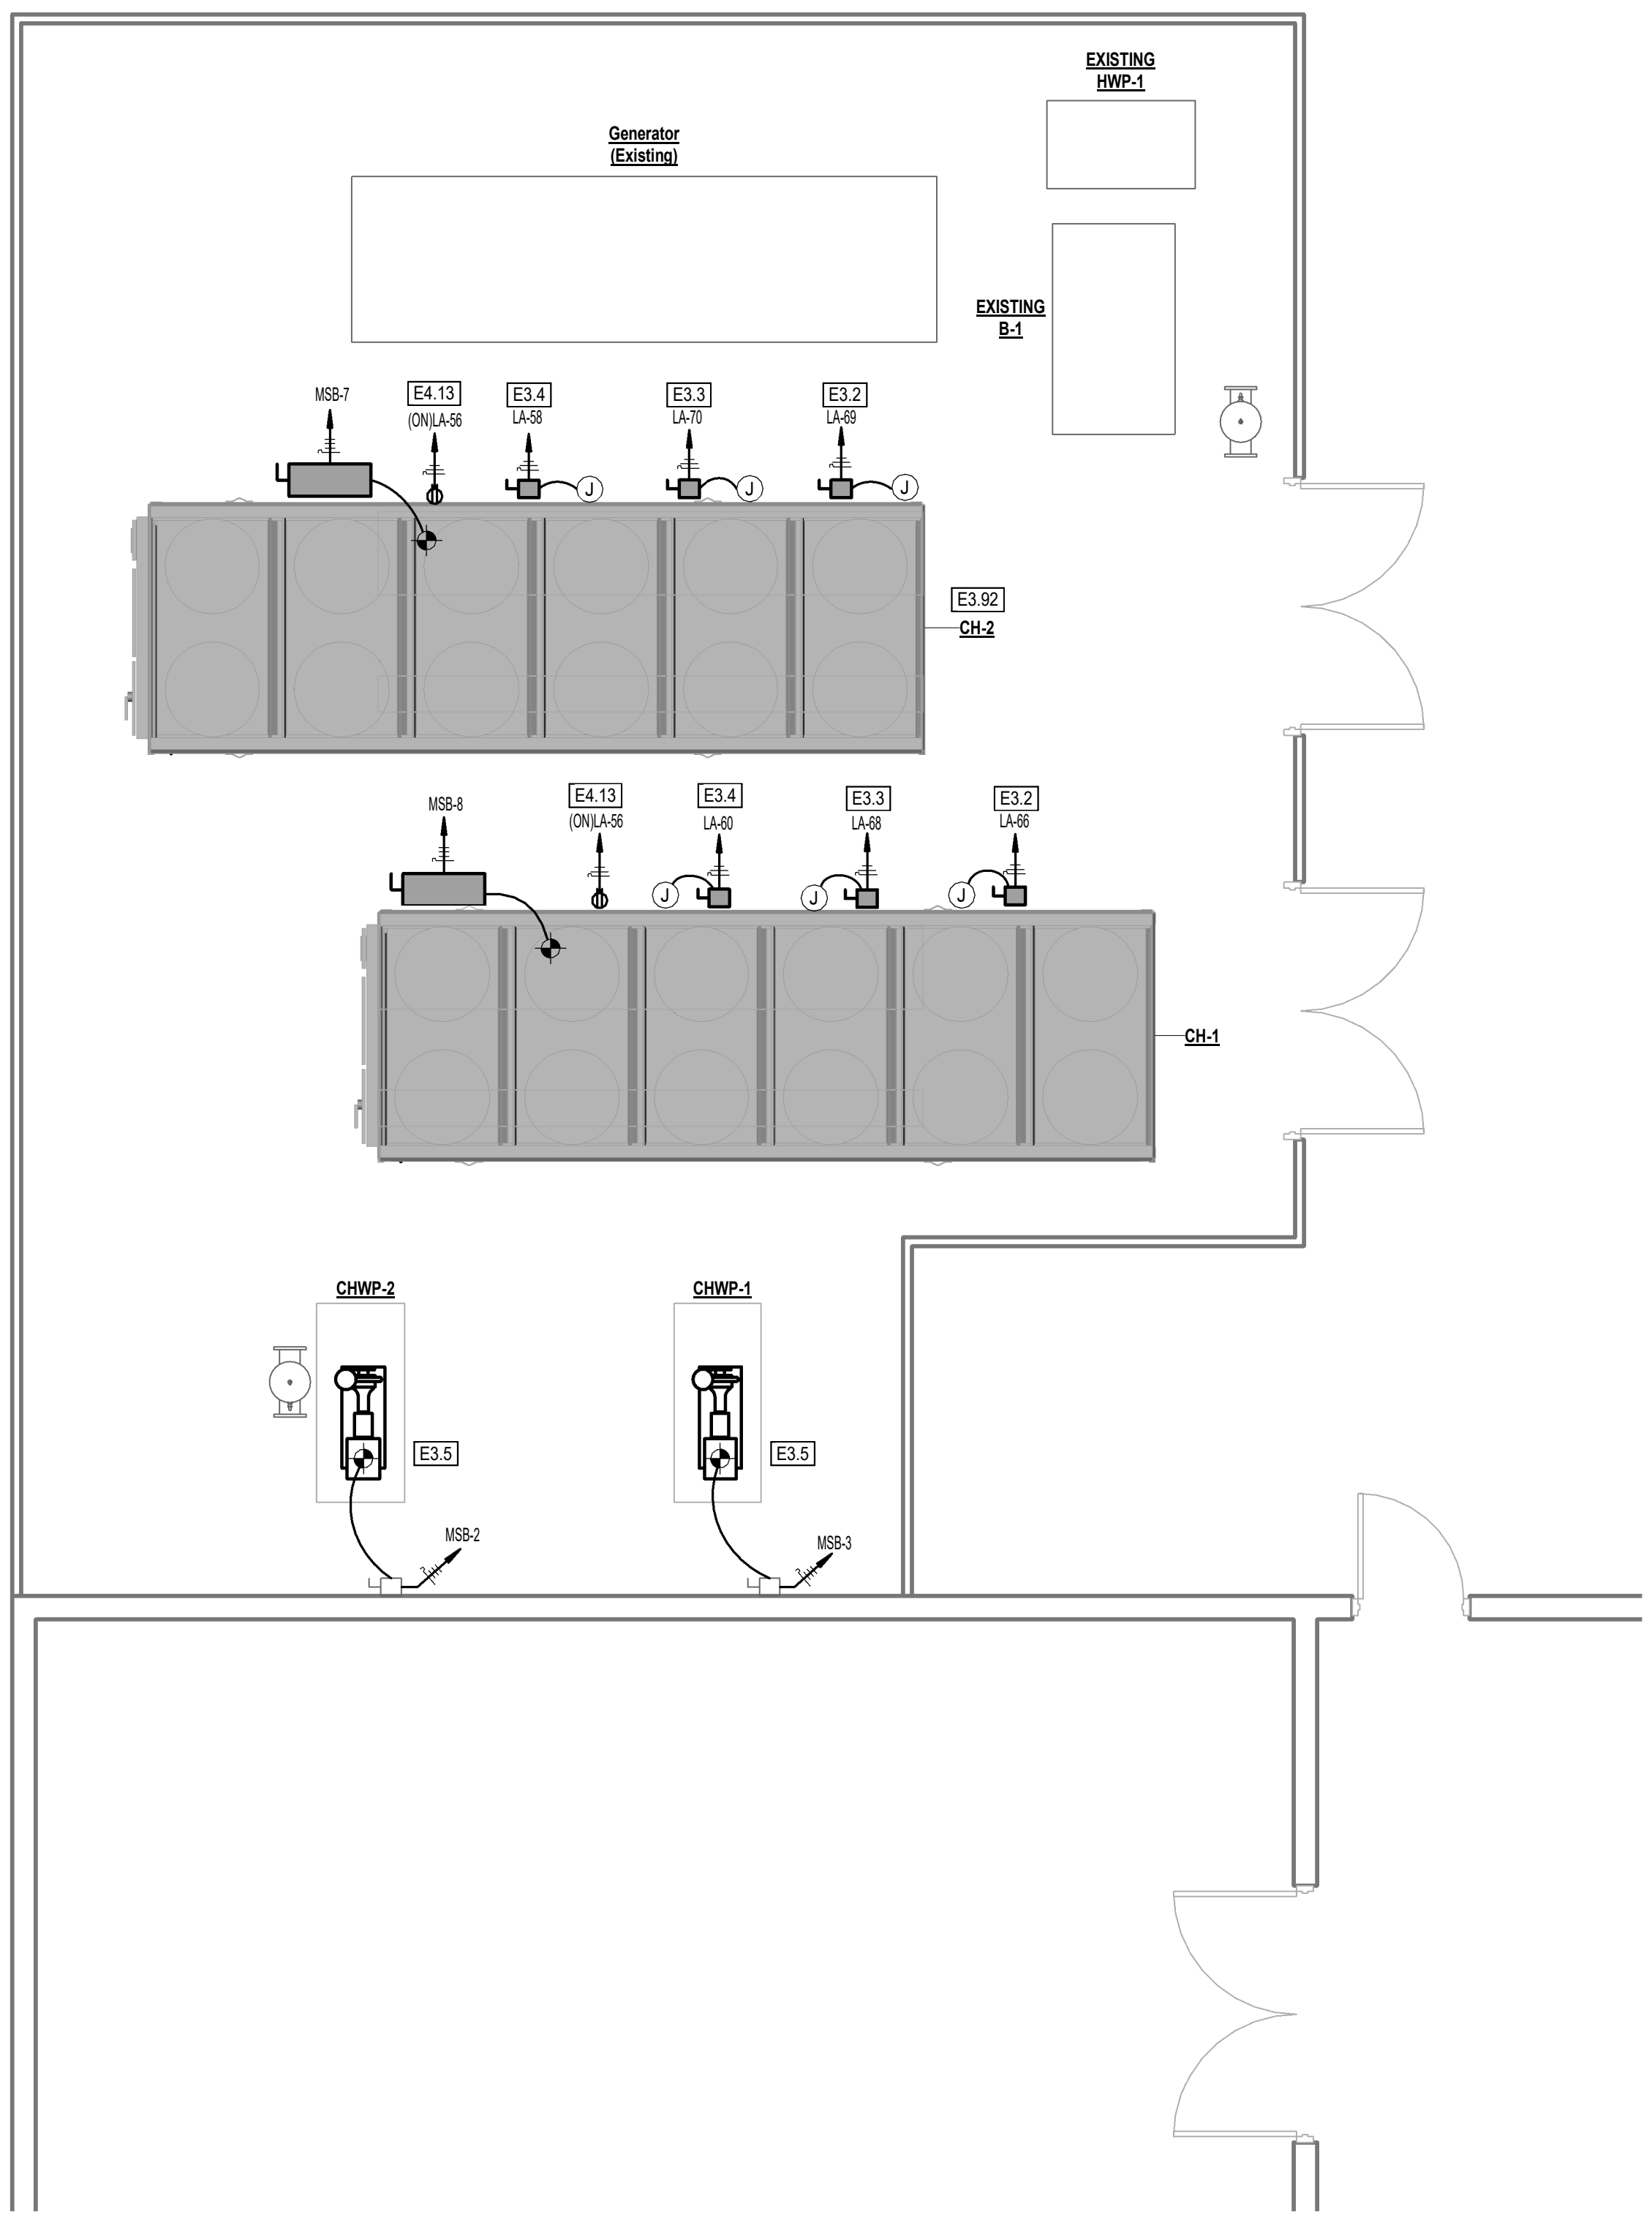 EXISTING
HWP-1
Generator
(Existing)
EXISTING
B-1
MSB-7
E4.13
(ON)LA-56
E3.4
LA-58
E3.3
LA-70
E3.2
LA-69
J
J
J
E3.92
CH-2
MSB-8
E4.13
(ON)LA-56
E3.4
LA-60
E3.3
LA-68
E3.2
LA-66
J
J
J
CH-1
CHWP-2
CHWP-1
E3.5
E3.5
MSB-2
MSB-3